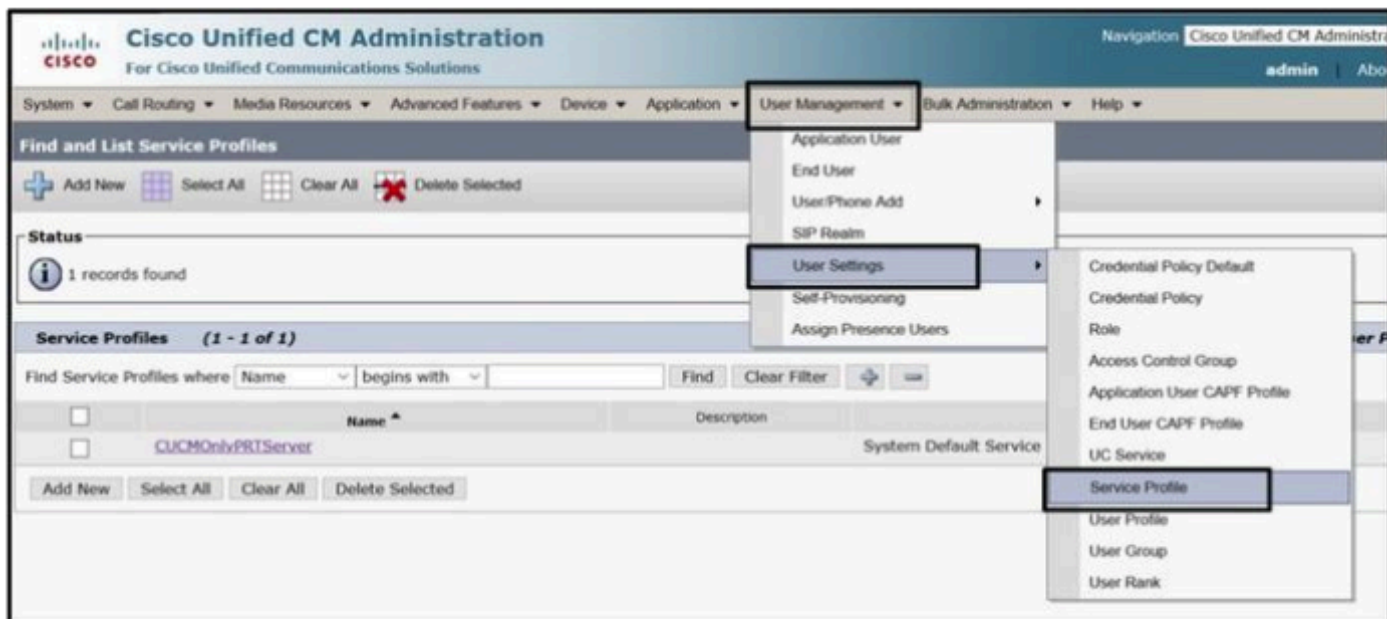 Cisco Unified CM Administration
Navigation Cisco Unified CM Administra
CISCO
For Cisco Unified Communications Solutions
admin Abo
System Call Routing Media Resources Advanced Features Device Application User Management Bulk Administration Help
Find and List Service Profiles
Application User
Add New Select All Clear All Delete Selected
End User
User/Phone Add
SIP Realm
Status
User Settings
Credential Policy Default
1 records found
Self-Provisioning
Credential Policy
Assign Presence Users
Role
Service Profiles (1 - 1 of 1)
er P
Access Control Group
Find Service Profiles where Name begins with Find Clear Filter
Application User CAPF Profile
Name Description
End User CAPF Profile
CUCMOnlyPRTServer System Default Service
UC Service
Add New Select All Clear All Delete Selected
Service Profile
User Profile
User Group
User Rank